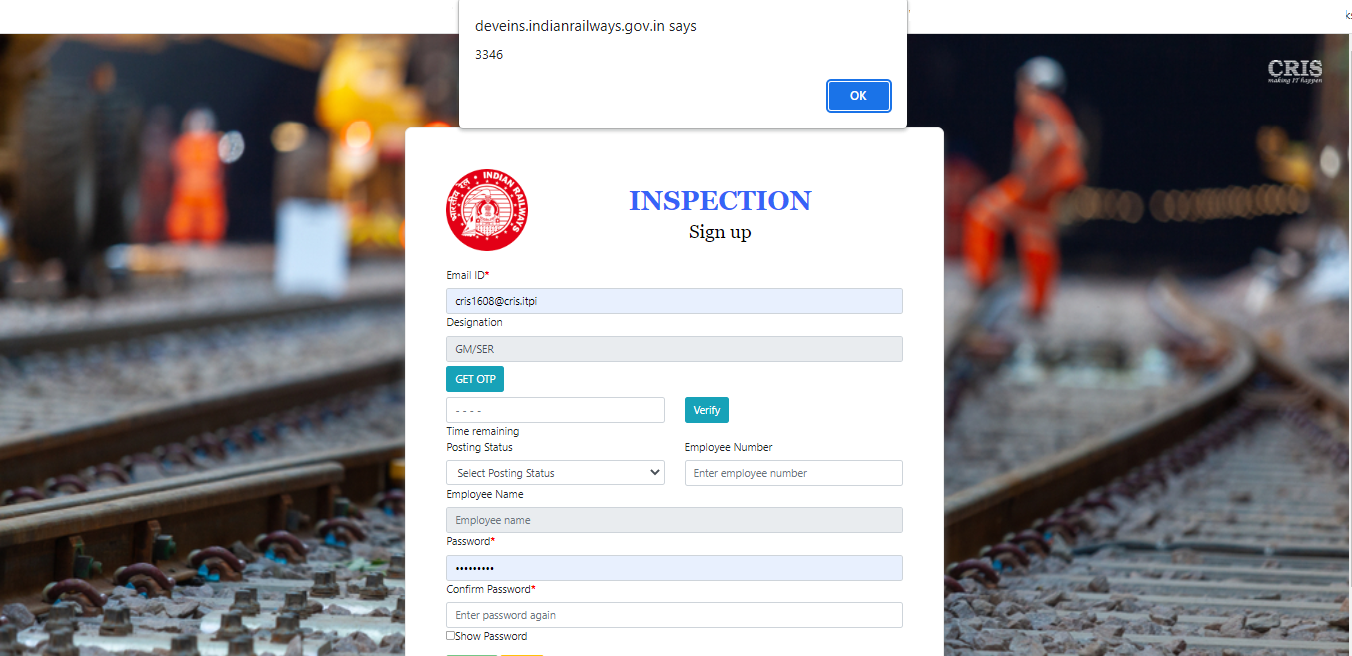 deveins.indianrailways.gov.in says
3346
OK
CRIS
making IT happen
भारतीय रेल
INDIAN RAILWAYS
INSPECTION
Sign up
Email ID*
cris1608@cris.itpi
Designation
GM/SER
GET OTP
- - - -
Verify
Time remaining
Posting Status
Employee Number
Select Posting Status
Enter employee number
Employee Name
Employee name
Password*
•••••••••
Confirm Password*
Enter password again
Show Password